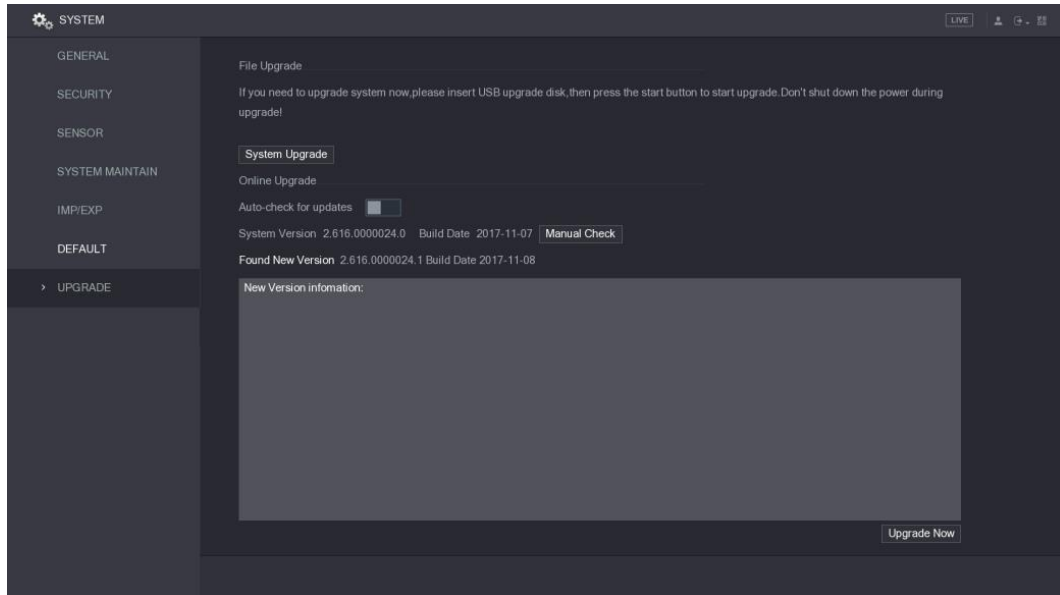 SYSTEM
LIVE
GENERAL
SECURITY
SENSOR
SYSTEM MAINTAIN
IMP/EXP
DEFAULT
> UPGRADE
File Upgrade
If you need to upgrade system now,please insert USB upgrade disk,then press the start button to start upgrade.Don't shut down the power during
upgrade!
System Upgrade
Online Upgrade
Auto-check for updates
System Version 2.616.0000024.0 Build Date 2017-11-07 Manual Check
Found New Version 2.616.0000024.1 Build Date 2017-11-08
New Version infomation:
Upgrade Now